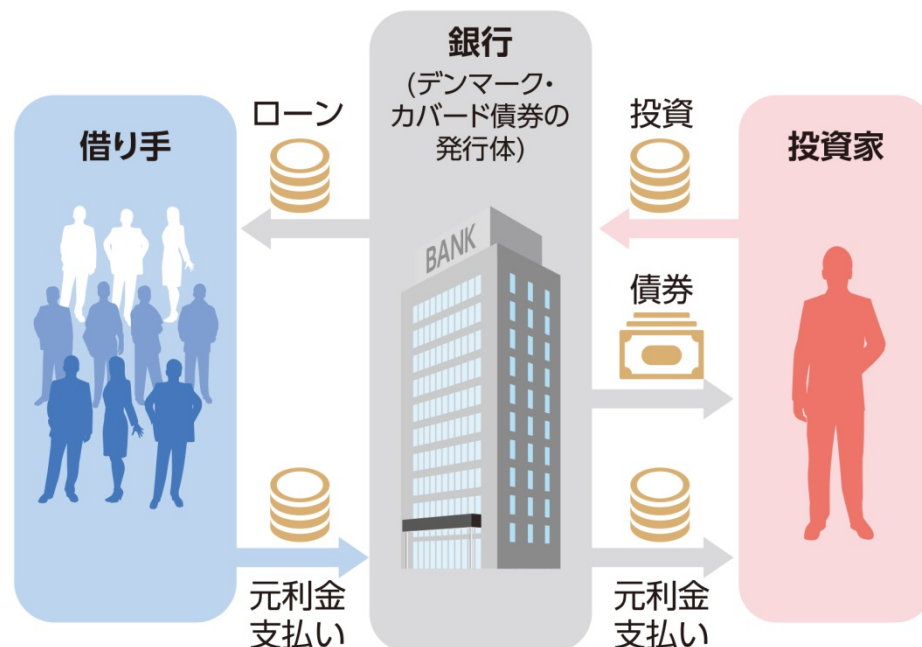 借り手
ローン
銀行
(デンマーク・
カバード債券の
発行体)
BANK
投資
投資家
債券
元利金
支払い
元利金
支払い